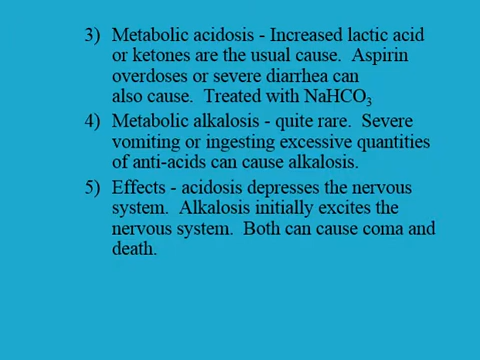 3) Metabolic acidosis - Increased lactic acid
or ketones are the usual cause. Aspirin
overdoses or severe diarrhea can
also cause. Treated with NaHCO₃
4) Metabolic alkalosis - quite rare. Severe
vomiting or ingesting excessive quantities
of anti-acids can cause alkalosis.
5) Effects - acidosis depresses the nervous
system. Alkalosis initially excites the
nervous system. Both can cause coma and
death.